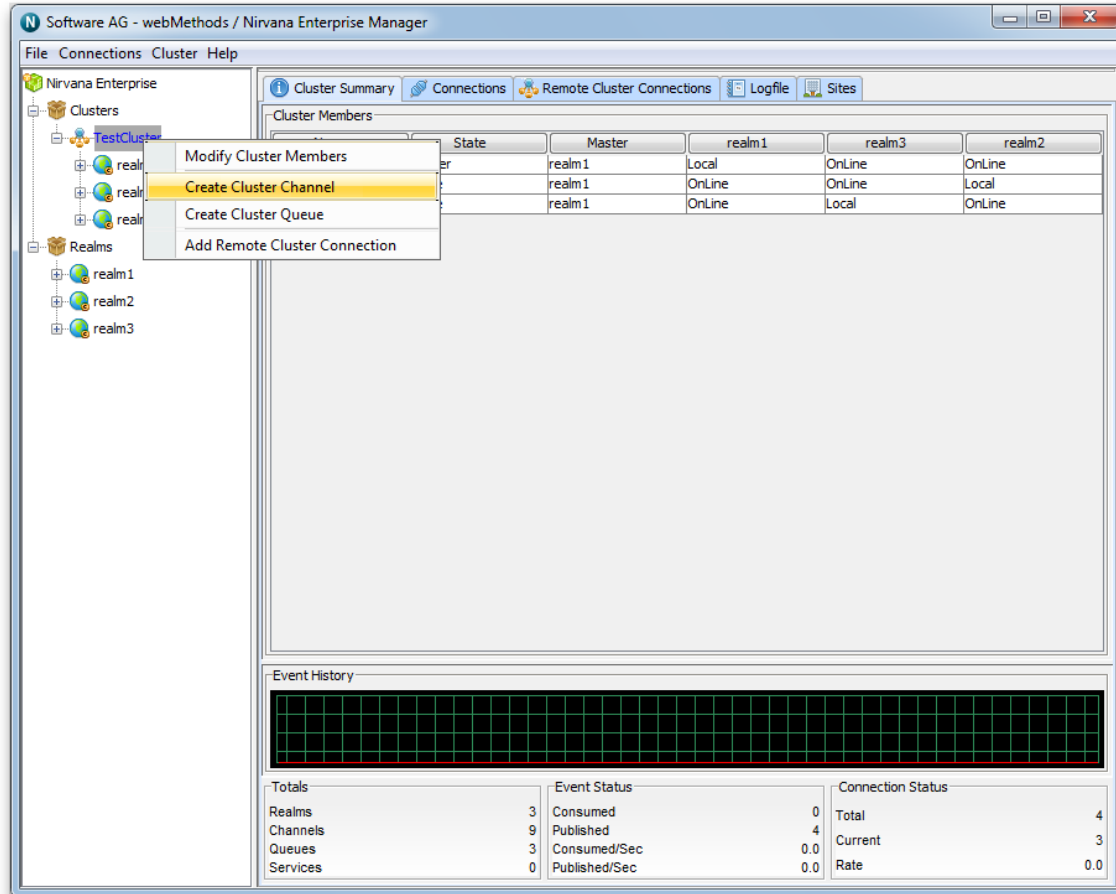 Software AG - webMethods / Nirvana Enterprise Manager
File Connections Cluster Help
Nirvana Enterprise
Clusters
TestCluster
Realms
realm1
realm2
realm3
Modify Cluster Members
Create Cluster Channel
Create Cluster Queue
Add Remote Cluster Connection
Cluster Summary Connections Remote Cluster Connections Logfile Sites
Cluster Members
State Master realm1 realm3 realm2
realm1 Local OnLine OnLine
realm1 OnLine OnLine Local
realm1 OnLine Local OnLine
Event History
Totals
Realms 3
Channels 9
Queues 3
Services 0
Event Status
Consumed 0
Published 4
Consumed/Sec 0.0
Published/Sec 0.0
Connection Status
Total 4
Current 3
Rate 0.0